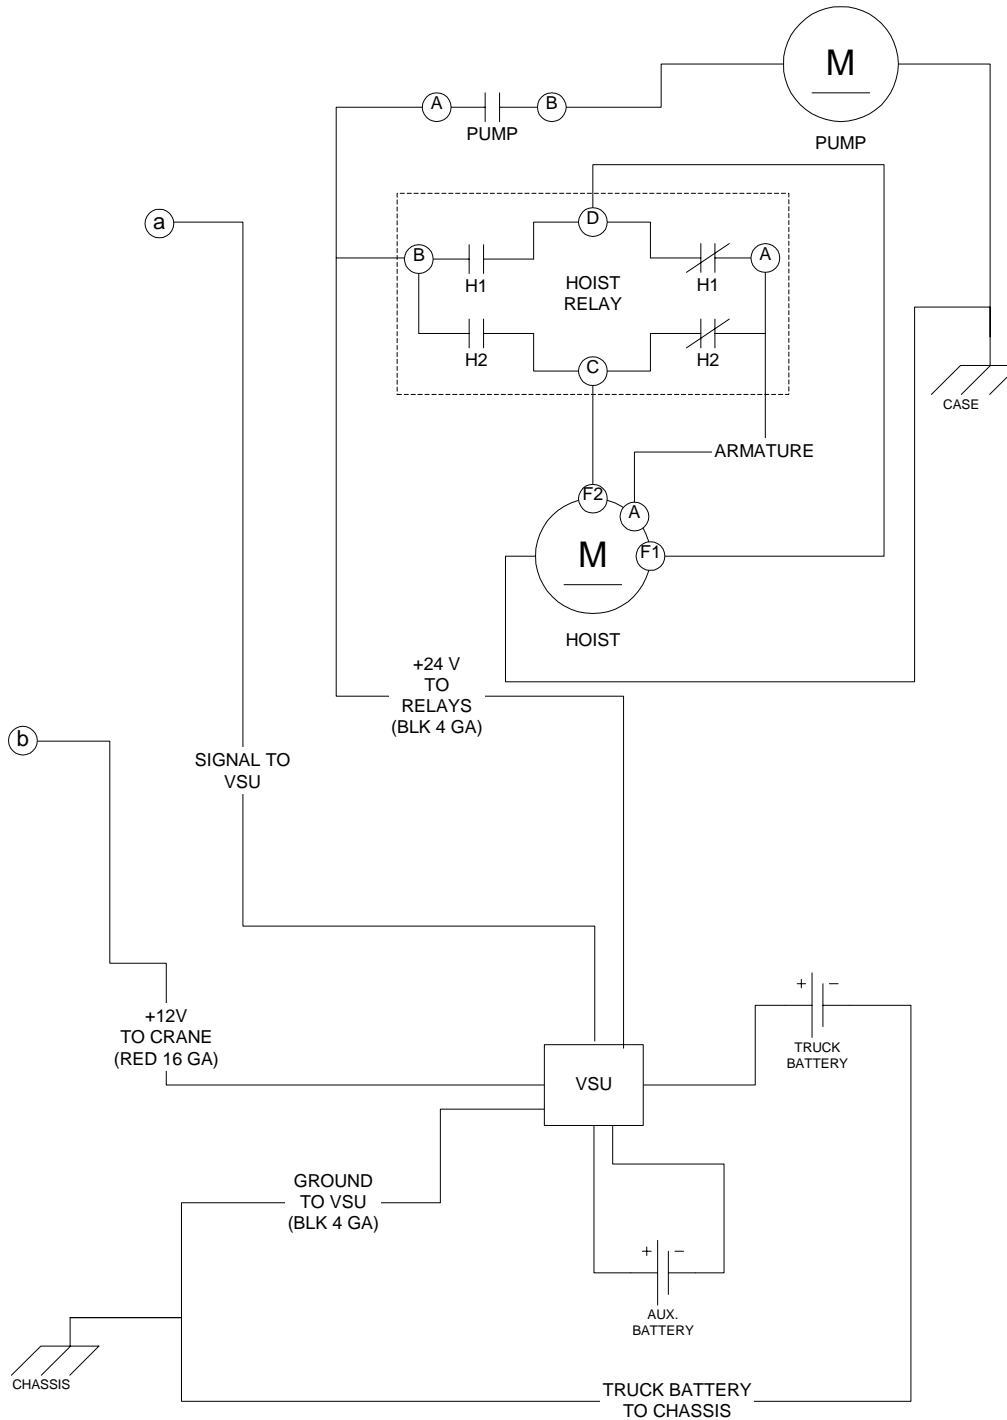 M
A
B
PUMP
PUMP
a
D
B
A
H1
HOIST
RELAY
H1
H2
H2
C
CASE
ARMATURE
F2
A
M
F1
HOIST
+24 V
TO
RELAYS
(BLK 4 GA)
b
SIGNAL TO
VSU
+ −
+12V
TO CRANE
(RED 16 GA)
TRUCK
BATTERY
VSU
GROUND
TO VSU
(BLK 4 GA)
+ −
AUX.
BATTERY
CHASSIS
TRUCK BATTERY
TO CHASSIS